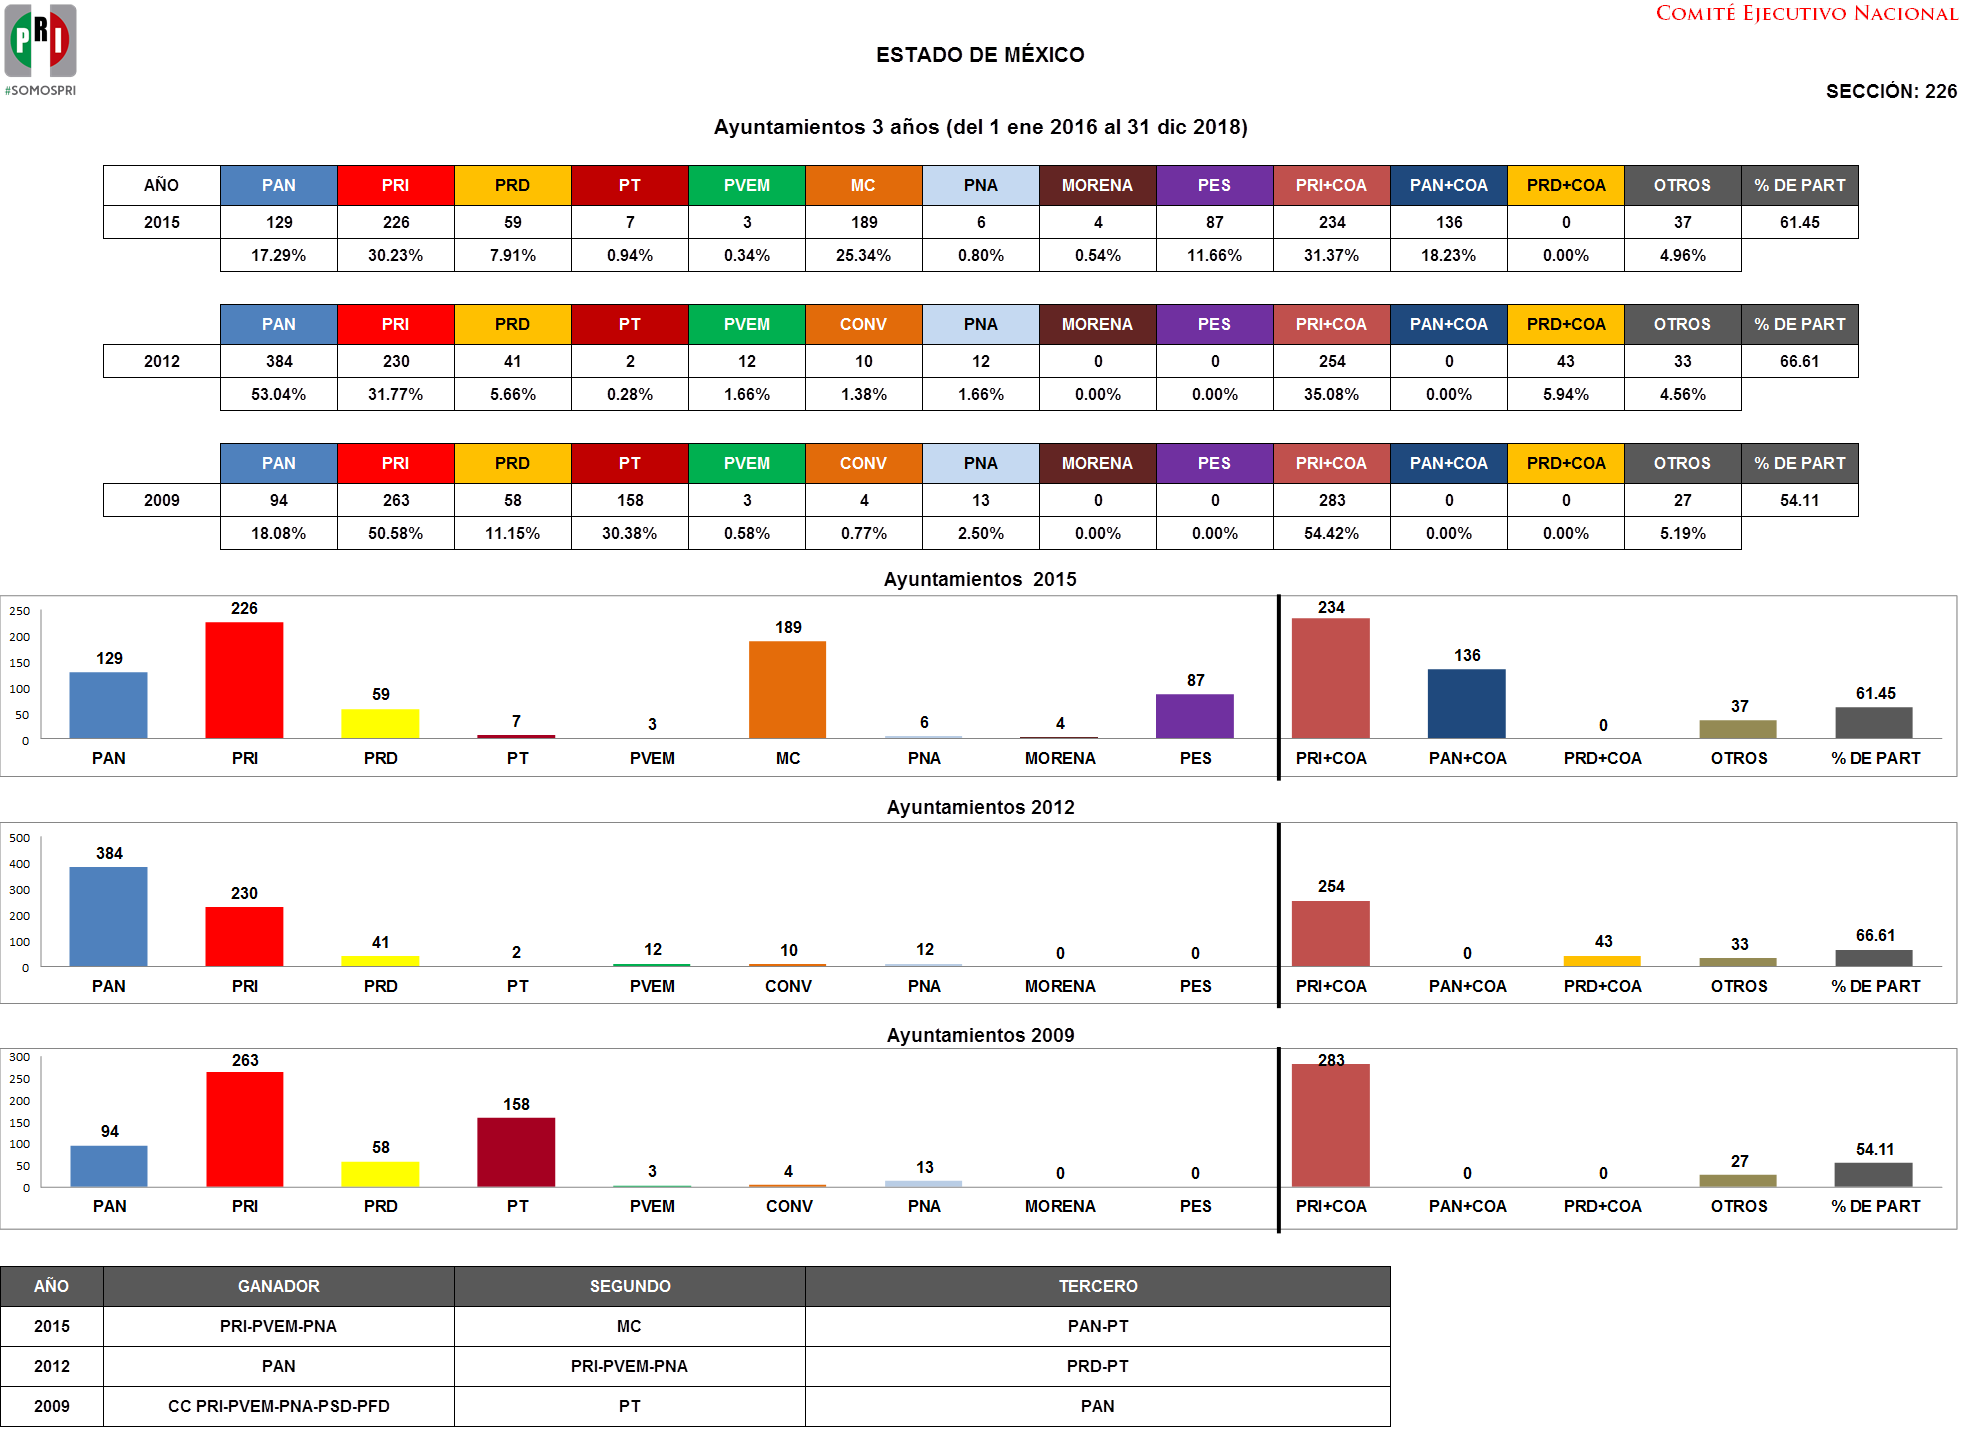 PRI
#SOMOSPRI
COMITÉ EJECUTIVO NACIONAL
ESTADO DE MÉXICO
SECCIÓN: 226
Ayuntamientos 3 años (del 1 ene 2016 al 31 dic 2018)
AÑO PAN PRI PRD PT PVEM MC PNA MORENA PES PRI+COA PAN+COA PRD+COA OTROS % DE PART
2015 129 226 59 7 3 189 6 4 87 234 136 0 37 61.45
17.29% 30.23% 7.91% 0.94% 0.34% 25.34% 0.80% 0.54% 11.66% 31.37% 18.23% 0.00% 4.96%
PAN PRI PRD PT PVEM CONV PNA MORENA PES PRI+COA PAN+COA PRD+COA OTROS % DE PART
2012 384 230 41 2 12 10 12 0 0 254 0 43 33 66.61
53.04% 31.77% 5.66% 0.28% 1.66% 1.38% 1.66% 0.00% 0.00% 35.08% 0.00% 5.94% 4.56%
PAN PRI PRD PT PVEM CONV PNA MORENA PES PRI+COA PAN+COA PRD+COA OTROS % DE PART
2009 94 263 58 158 3 4 13 0 0 283 0 0 27 54.11
18.08% 50.58% 11.15% 30.38% 0.58% 0.77% 2.50% 0.00% 0.00% 54.42% 0.00% 0.00% 5.19%
Ayuntamientos 2015
250
200
150
100
50
0
129 226 59 7 3 189 6 4 87 234 136 0 37 61.45
PAN PRI PRD PT PVEM MC PNA MORENA PES PRI+COA PAN+COA PRD+COA OTROS % DE PART
Ayuntamientos 2012
500
400
300
200
100
0
384 230 41 2 12 10 12 0 0 254 0 43 33 66.61
PAN PRI PRD PT PVEM CONV PNA MORENA PES PRI+COA PAN+COA PRD+COA OTROS % DE PART
Ayuntamientos 2009
300
250
200
150
100
50
0
94 263 58 158 3 4 13 0 0 283 0 0 27 54.11
PAN PRI PRD PT PVEM CONV PNA MORENA PES PRI+COA PAN+COA PRD+COA OTROS % DE PART
AÑO GANADOR SEGUNDO TERCERO
2015 PRI-PVEM-PNA MC PAN-PT
2012 PAN PRI-PVEM-PNA PRD-PT
2009 CC PRI-PVEM-PNA-PSD-PFD PT PAN